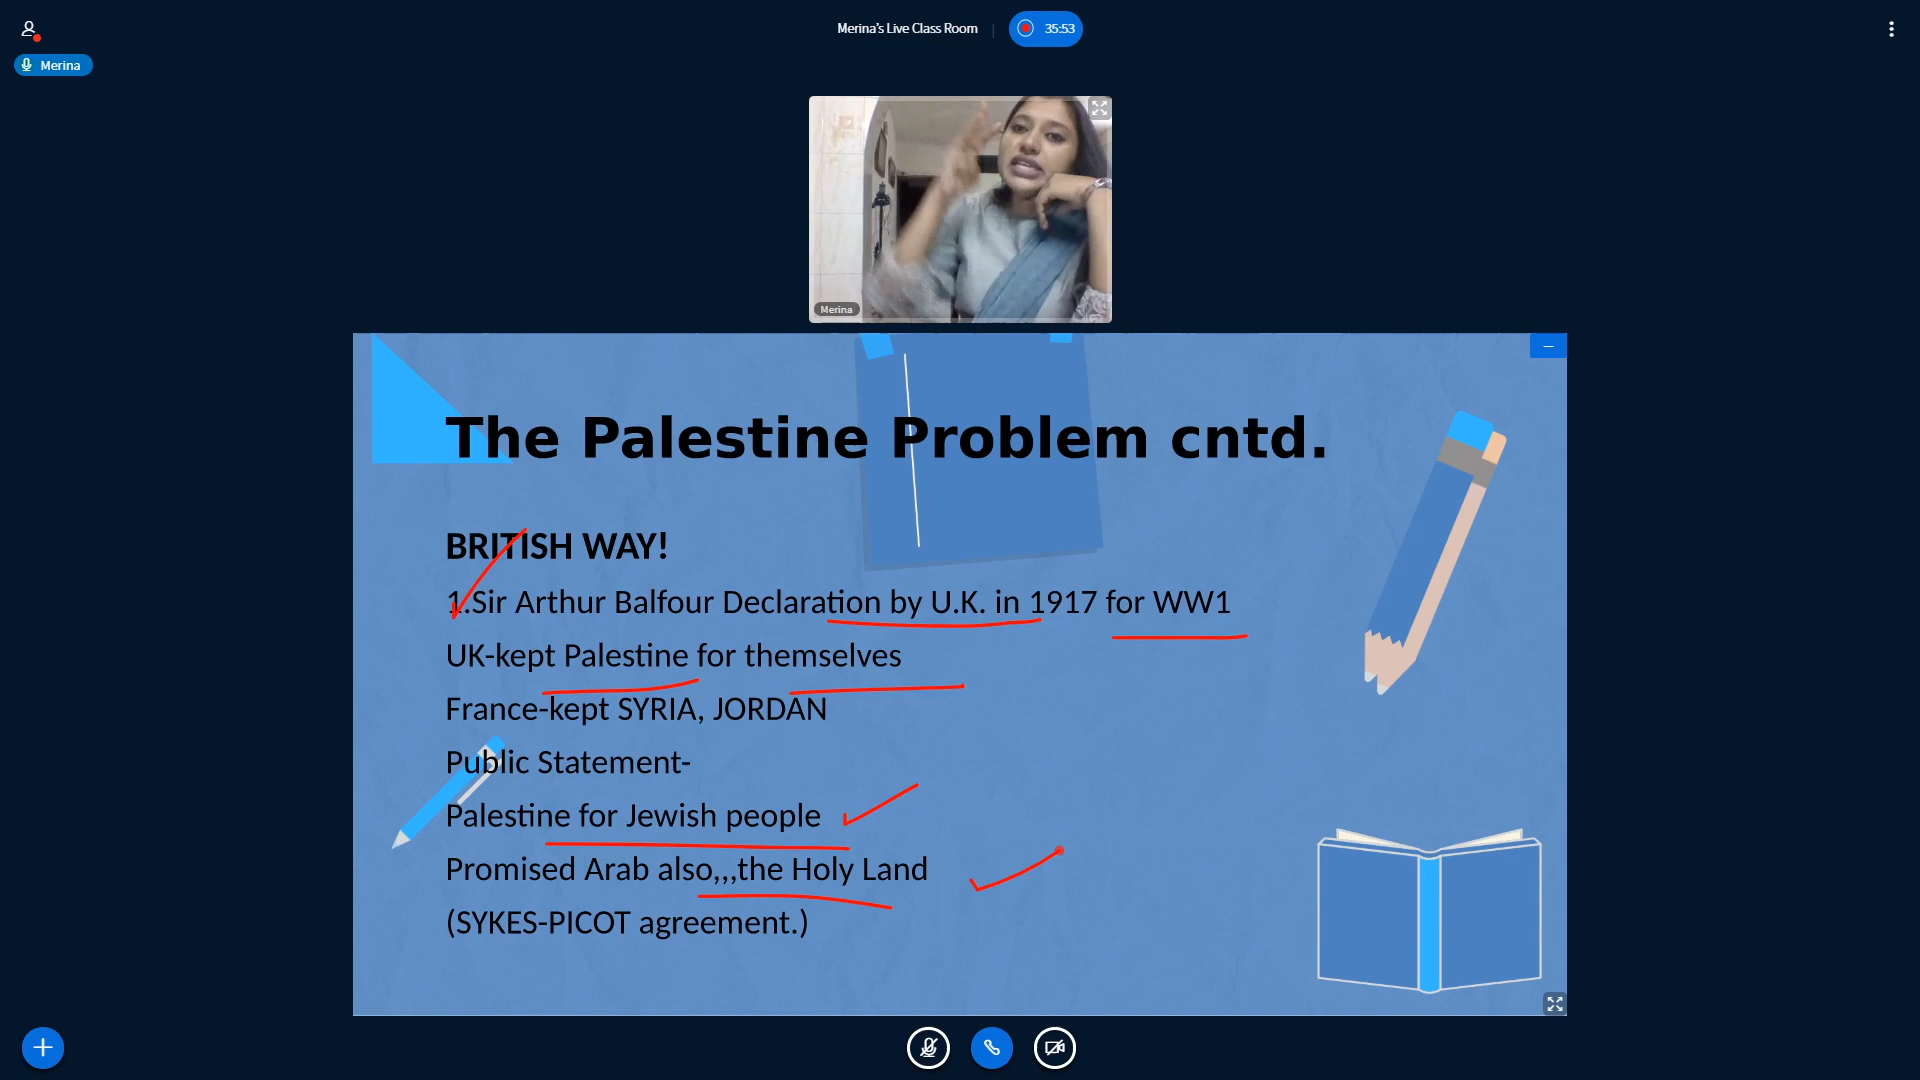 Merina's Live Class Room
35:53
Merina
Merina
The Palestine Problem cntd.
BRITISH WAY!
1.Sir Arthur Balfour Declaration by U.K. in 1917 for WW1
UK-kept Palestine for themselves
France-kept SYRIA, JORDAN
Public Statement-
Palestine for Jewish people
Promised Arab also,,,the Holy Land
(SYKES-PICOT agreement.)